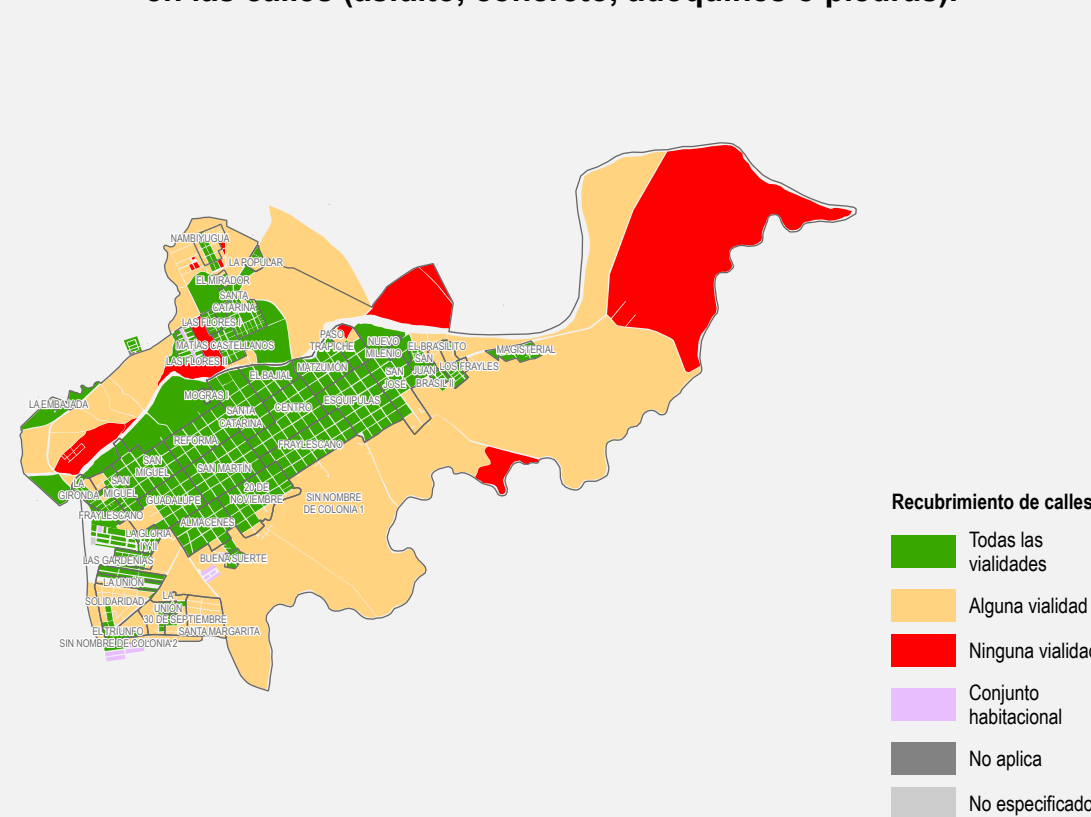 en las calles (asfalto, concreto, adoquines o piedras).
NAMBIYUGUA
LA POPULAR
EL MIRADOR
SANTA
CATARINA
LAS FLORES I
MATÍAS CASTELLANOS
LAS FLORES II
PASO
TRAPICHE
NUEVO
MILENIO
EL BRASILITO
SAN
JUAN
LOS FRAYLES
MAGISTERIAL
BRASIL II
SAN
JOSÉ
MATZUMÓN
EL BAJIAL
MOGRAS I
LA EMBAJADA
SANTA
CATARINA
CENTRO
ESQUIPULAS
REFORMA
FRAYLESCANO
SAN
MIGUEL
SAN MARTÍN
SAN
MIGUEL
LA
GIRONDA
GUADALUPE
20 DE
NOVIEMBRE
SIN NOMBRE
DE COLONIA 1
FRAYLESCANO
ALMACENES
LA GLORIA
I Y II
LAS GARDENIAS
BUENA SUERTE
LA UNIÓN
SOLIDARIDAD
LA
UNIÓN
30 DE SEPTIEMBRE
EL TRIUNFO
SANTA MARGARITA
SIN NOMBRE DE COLONIA 2
Recubrimiento de calles
Todas las
vialidades
Alguna vialidad
Ninguna vialidad
Conjunto
habitacional
No aplica
No especificado